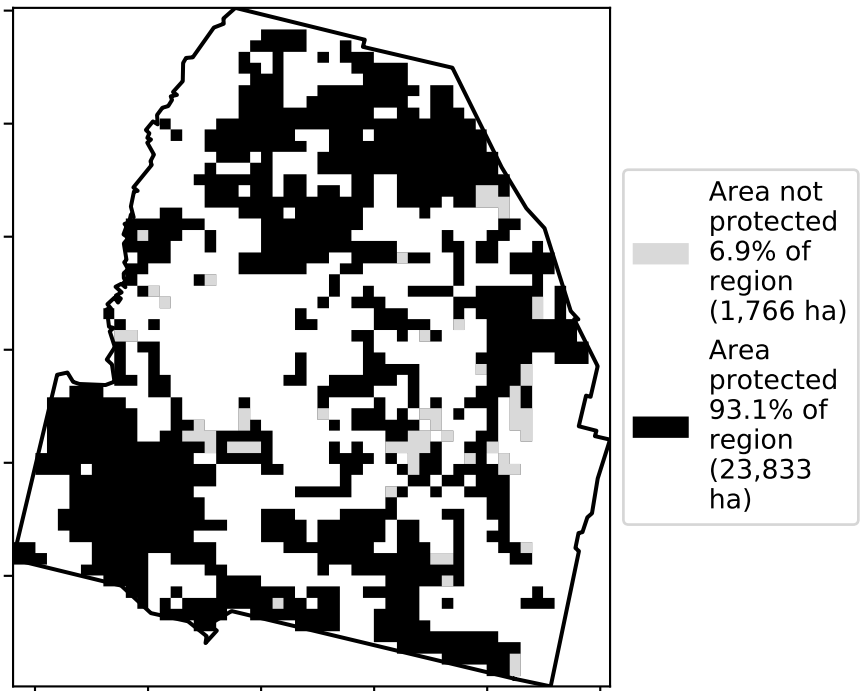 Area not
protected
6.9% of
region
(1,766 ha)
Area
protected
93.1% of
region
(23,833
ha)